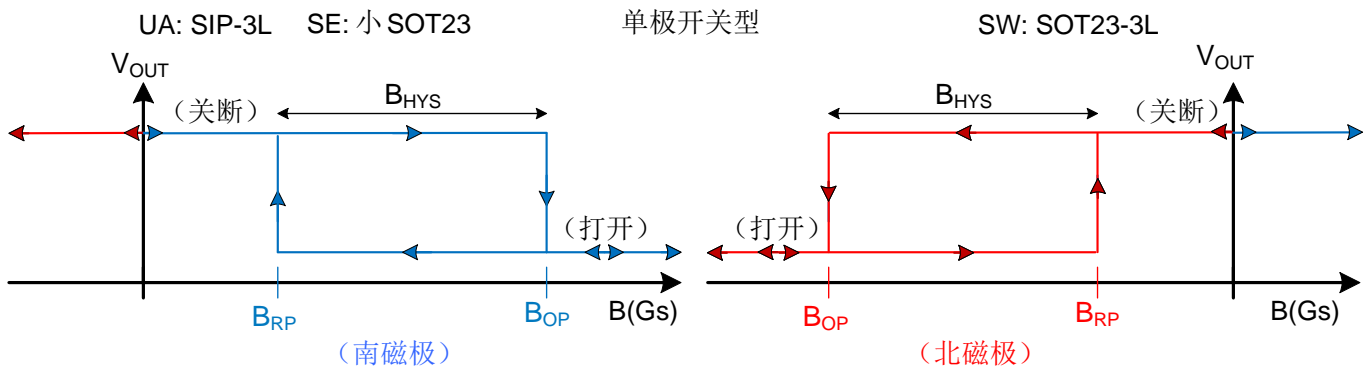 UA: SIP-3L SE: 小 SOT23 单极开关型 SW: SOT23-3L
VOUT VOUT
（关断） BHYS BHYS （关断）
（打开） （打开）
BRP BOP B(Gs) BOP BRP B(Gs)
（南磁极） （北磁极）